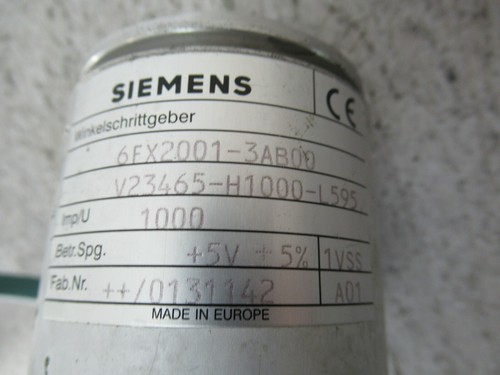 SIEMENS
CE
Winkelschrittgeber
6FX2001-3AB00
V23465-H1000-L595
Imp/U 1000
Betr.Spg. +5V ± 5% 1VSS
Fab.Nr. ++/0131142 A01
MADE IN EUROPE